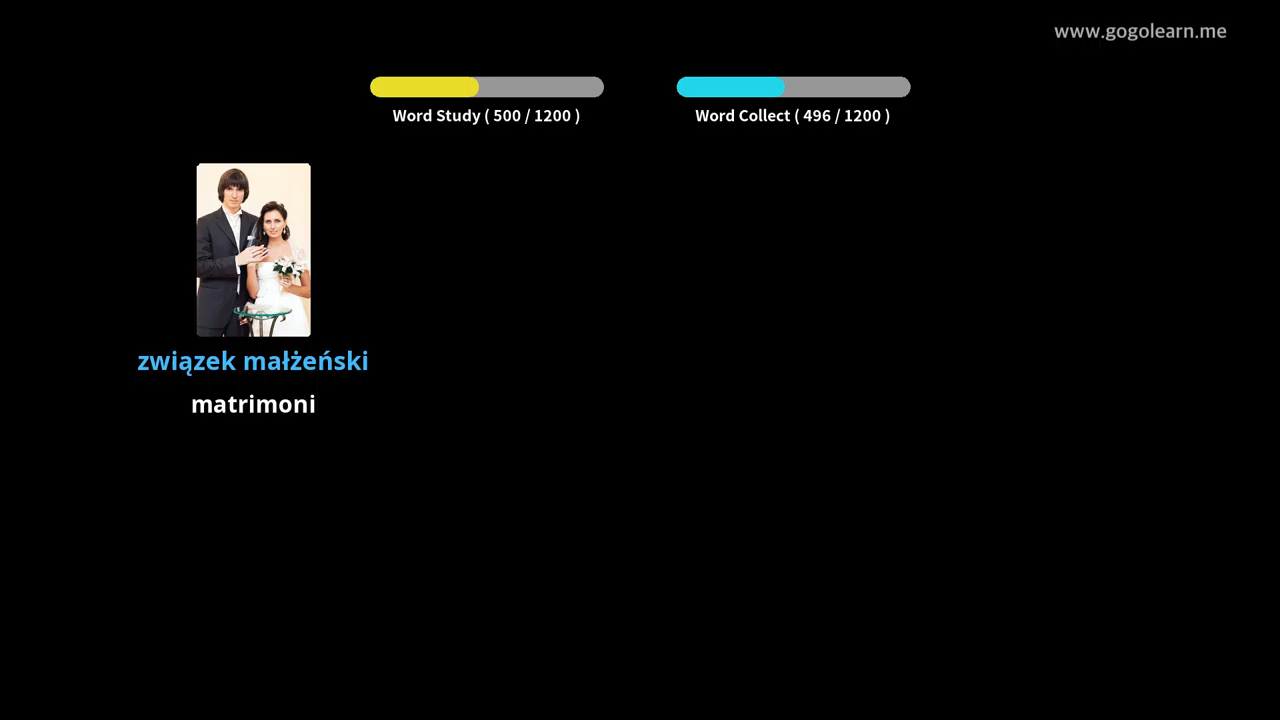 www.gogolearn.me
Word Study ( 500 / 1200 )
Word Collect ( 496 / 1200 )
związek małżeński
matrimoni